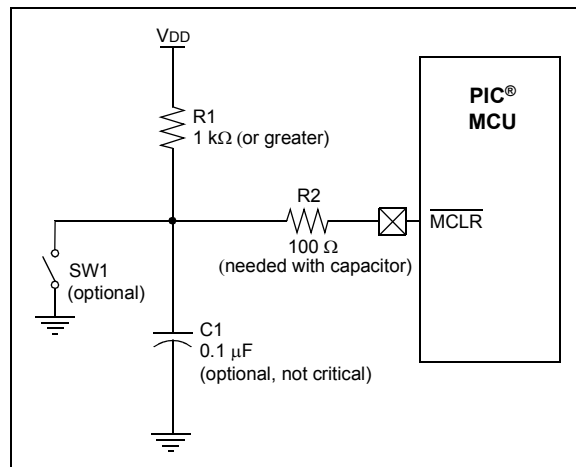 VDD
PIC®
MCU
R1
1 kΩ (or greater)
R2
MCLR
100 Ω
(needed with capacitor)
SW1
(optional)
C1
0.1 μF
(optional, not critical)